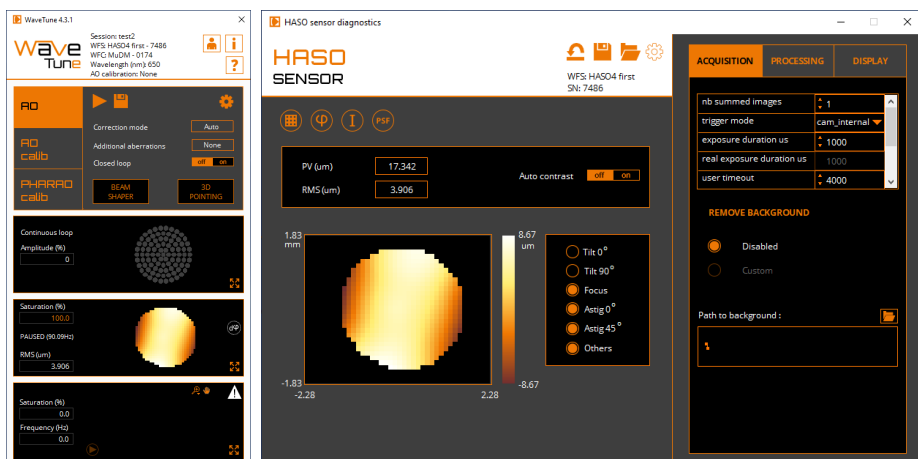 WaveTune 4.3.1
Wave
Tune
Session: test2
WFS: HASO4 first - 7486
WFC: MuDM - 0174
Wavelength (nm): 650
AO calibration: None
i
?
AO
AO
calib
PHARAO
calib
Correction mode
Auto
Additional aberrations
None
Closed loop
off on
BEAM
SHAPER
3D
POINTING
Continuous loop
Amplitude (%)
0
Saturation (%)
100.0
PAUSED (90.09Hz)
RMS (um)
3.906
Saturation (%)
0.0
Frequency (Hz)
0.0
HASO sensor diagnostics
HASO
SENSOR
WFS: HASO4 first
SN: 7486
φ
I
PSF
PV (um)
17.342
RMS (um)
3.906
Auto contrast
off on
1.83
mm
-1.83
-2.28
2.28
8.67
um
-8.67
Tilt 0°
Tilt 90°
Focus
Astig 0°
Astig 45°
Others
ACQUISITION PROCESSING DISPLAY
nb summed images 1
trigger mode cam_internal
exposure duration us 1000
real exposure duration us 1000
user timeout 4000
REMOVE BACKGROUND
Disabled
Custom
Path to background :